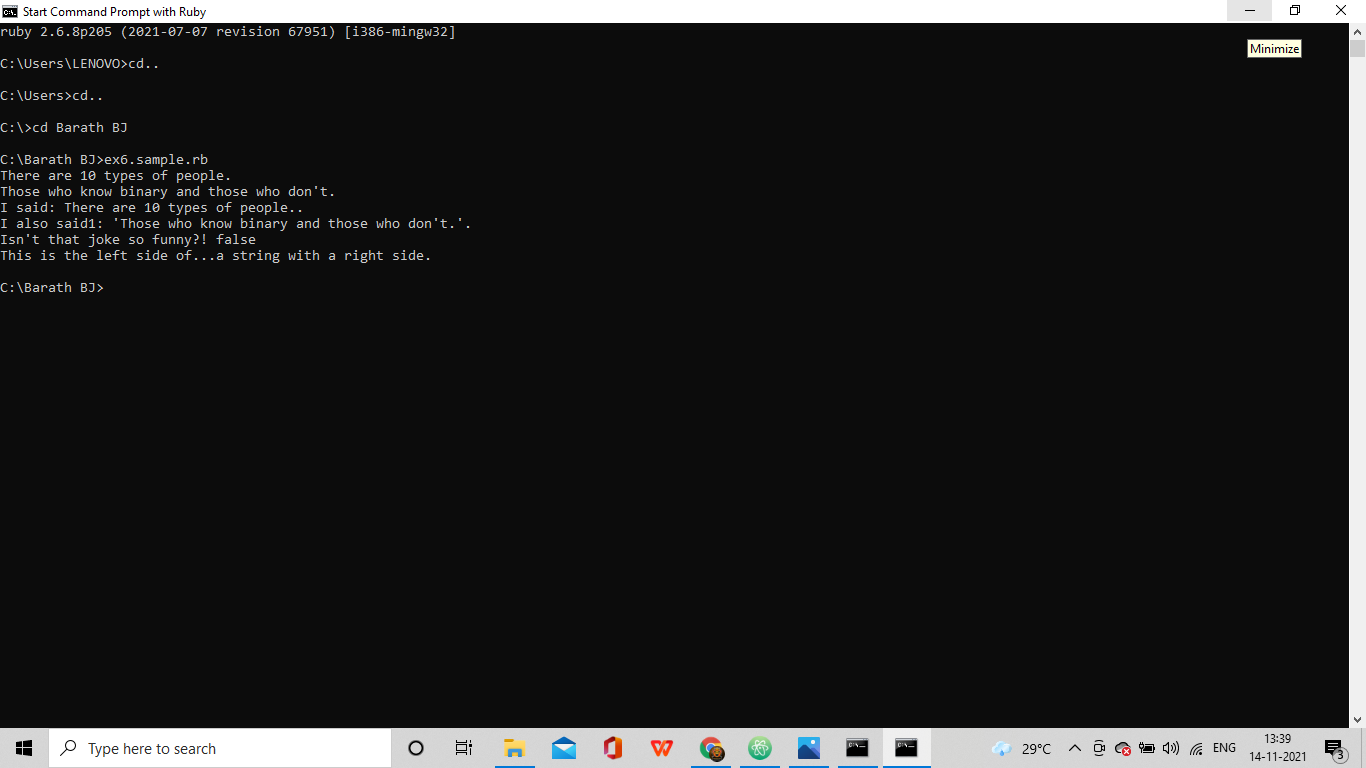 Start Command Prompt with Ruby
ruby 2.6.8p205 (2021-07-07 revision 67951) [i386-mingw32]
Minimize
C:\Users\LENOVO>cd..
C:\Users>cd..
C:\>cd Barath BJ
C:\Barath BJ>ex6.sample.rb
There are 10 types of people.
Those who know binary and those who don't.
I said: There are 10 types of people..
I also said1: 'Those who know binary and those who don't.'.
Isn't that joke so funny?! false
This is the left side of...a string with a right side.
C:\Barath BJ>
Type here to search
29°C
ENG
13:39
14-11-2021
3